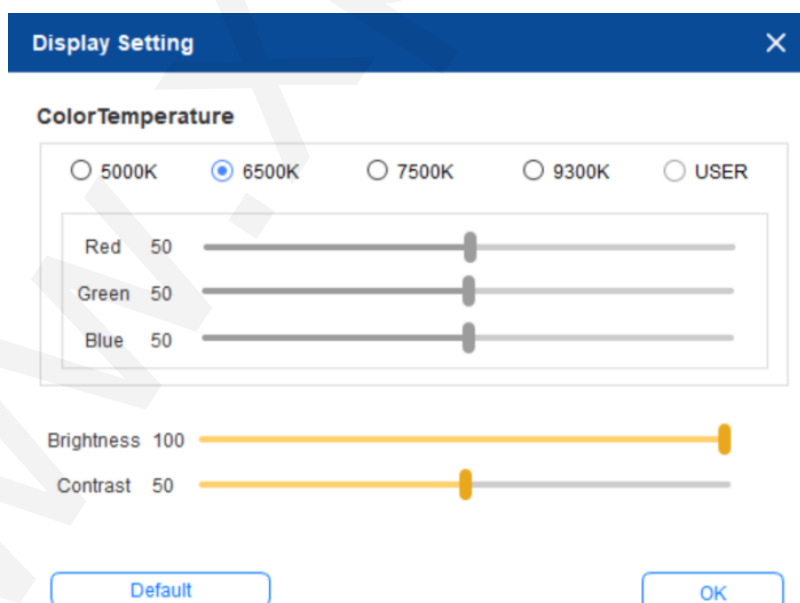 Display Setting
ColorTemperature
5000K 6500K 7500K 9300K USER
Red 50
Green 50
Blue 50
Brightness 100
Contrast 50
Default OK